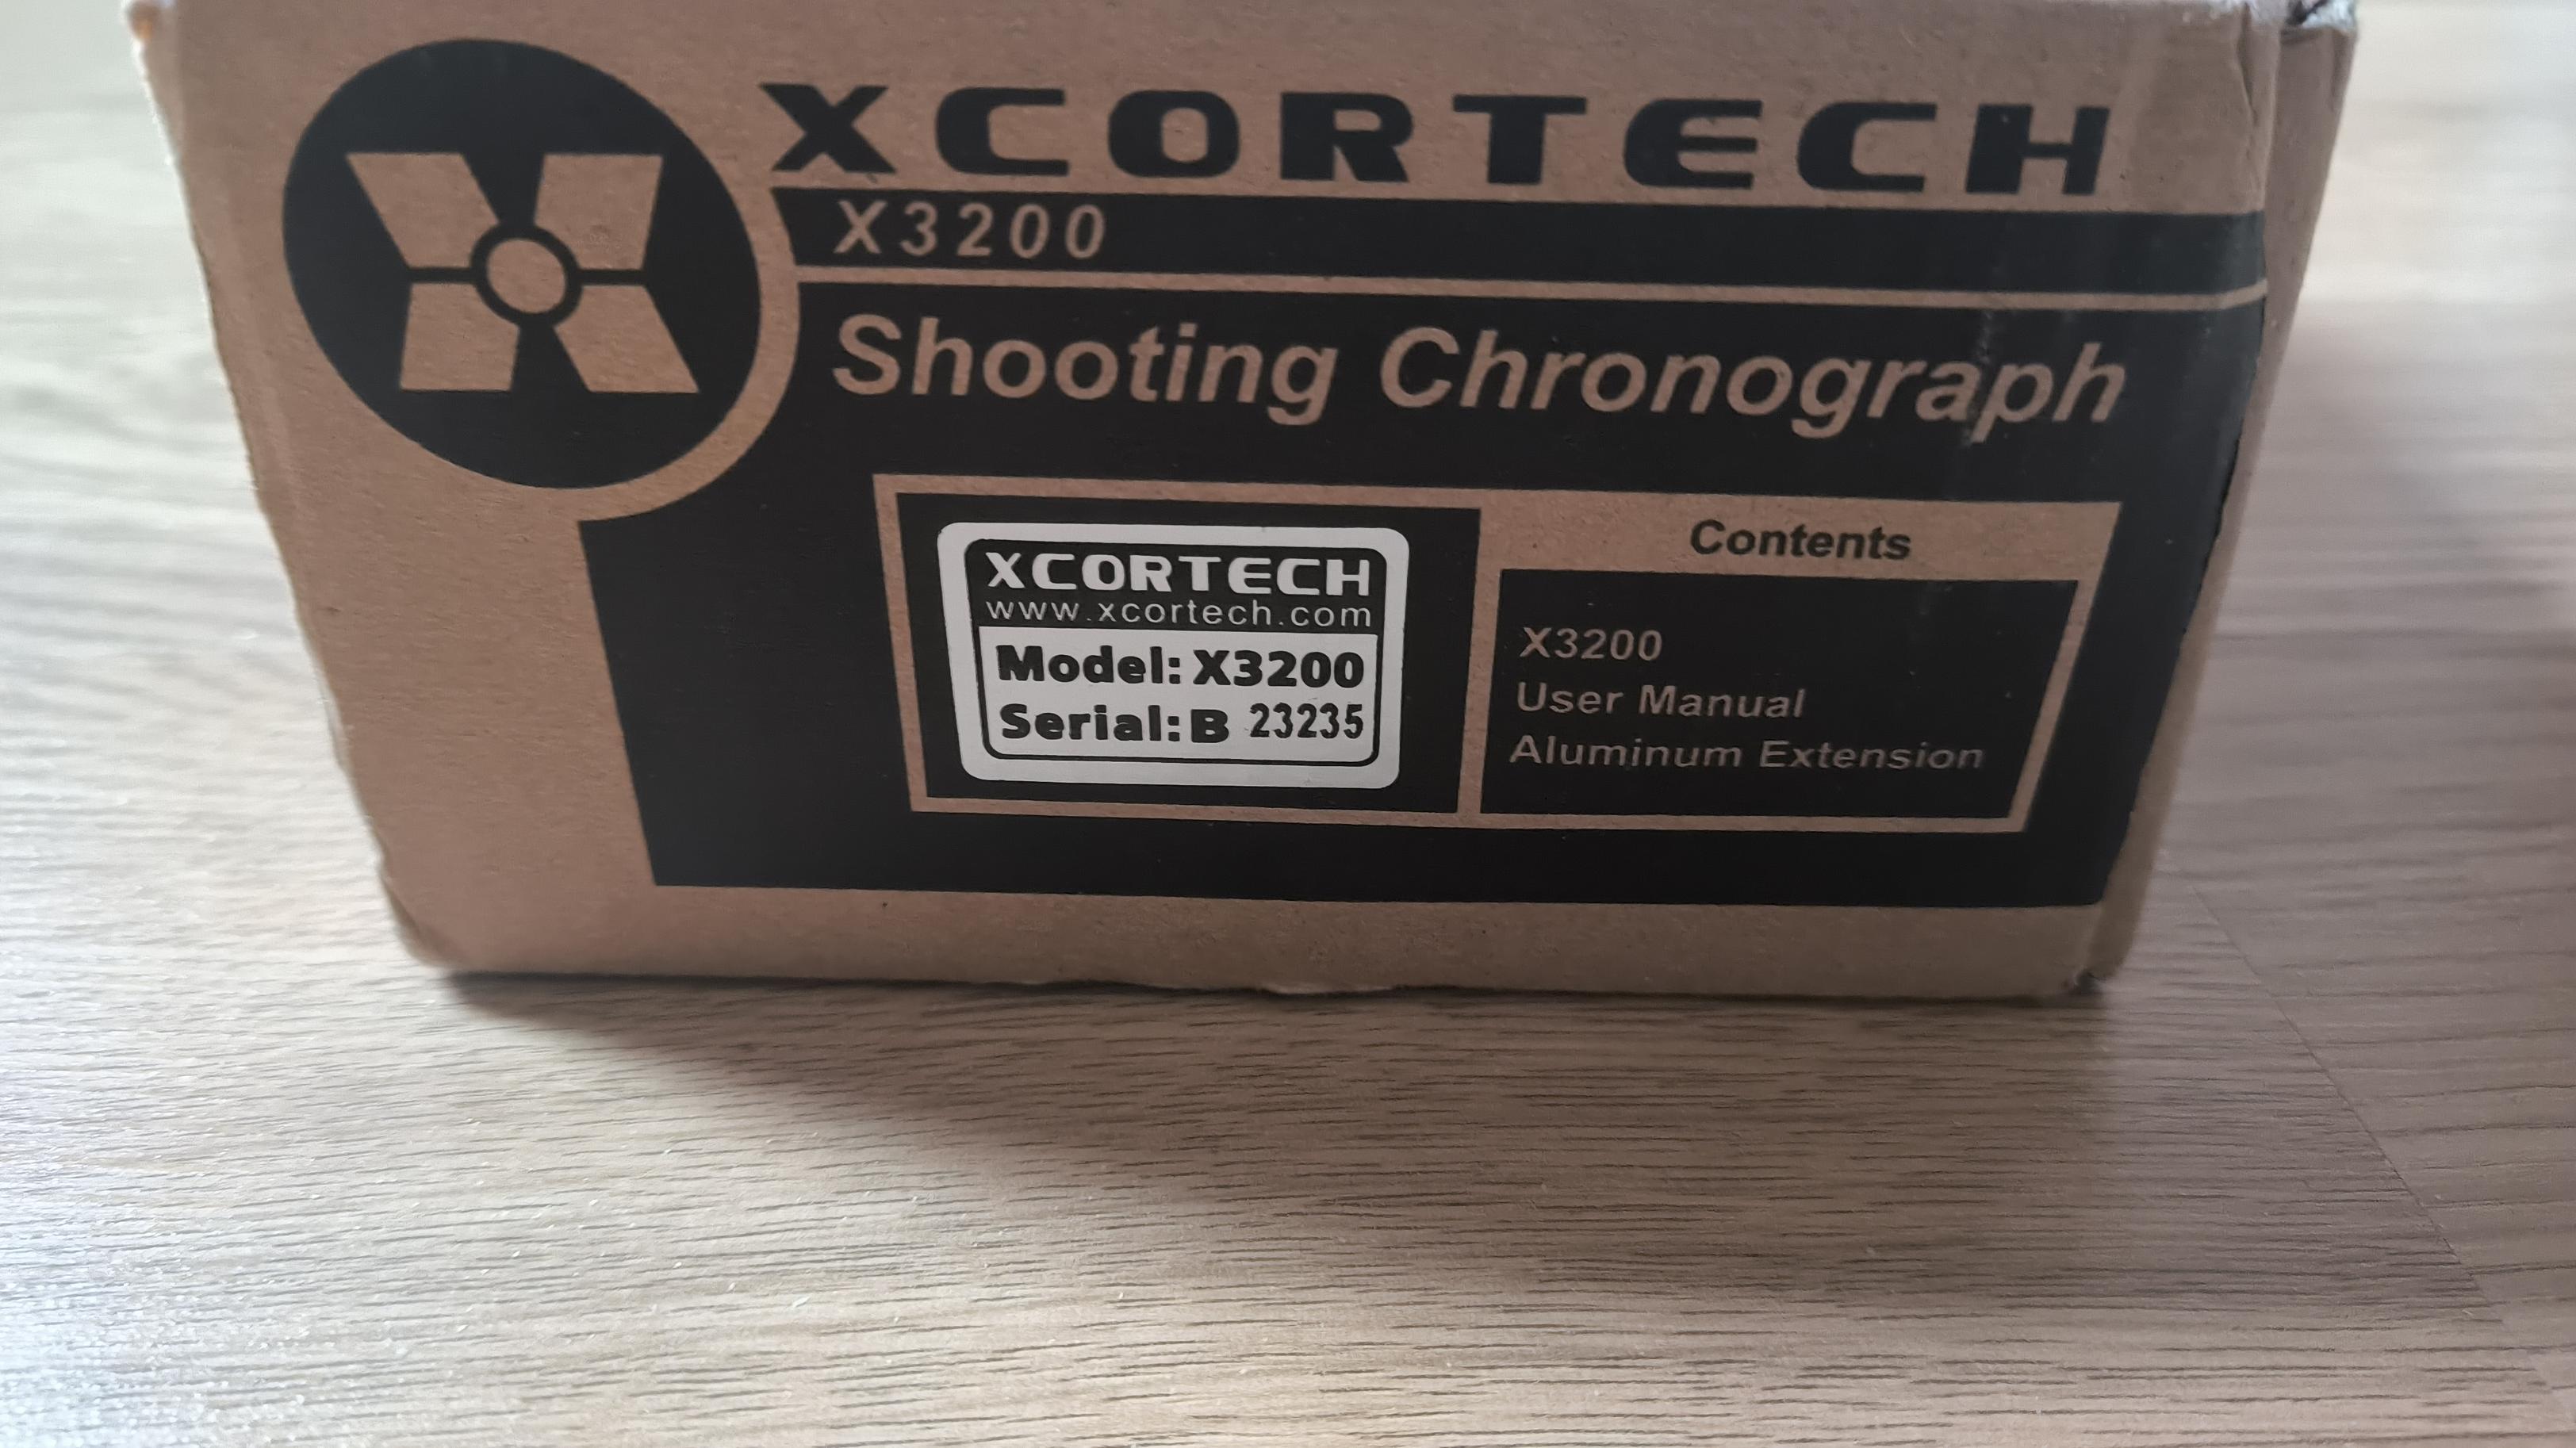 XCORTECH
X3200
Shooting Chronograph
XCORTECH
www.xcortech.com
Model: X3200
Serial: B 23235
Contents
X3200
User Manual
Aluminum Extension